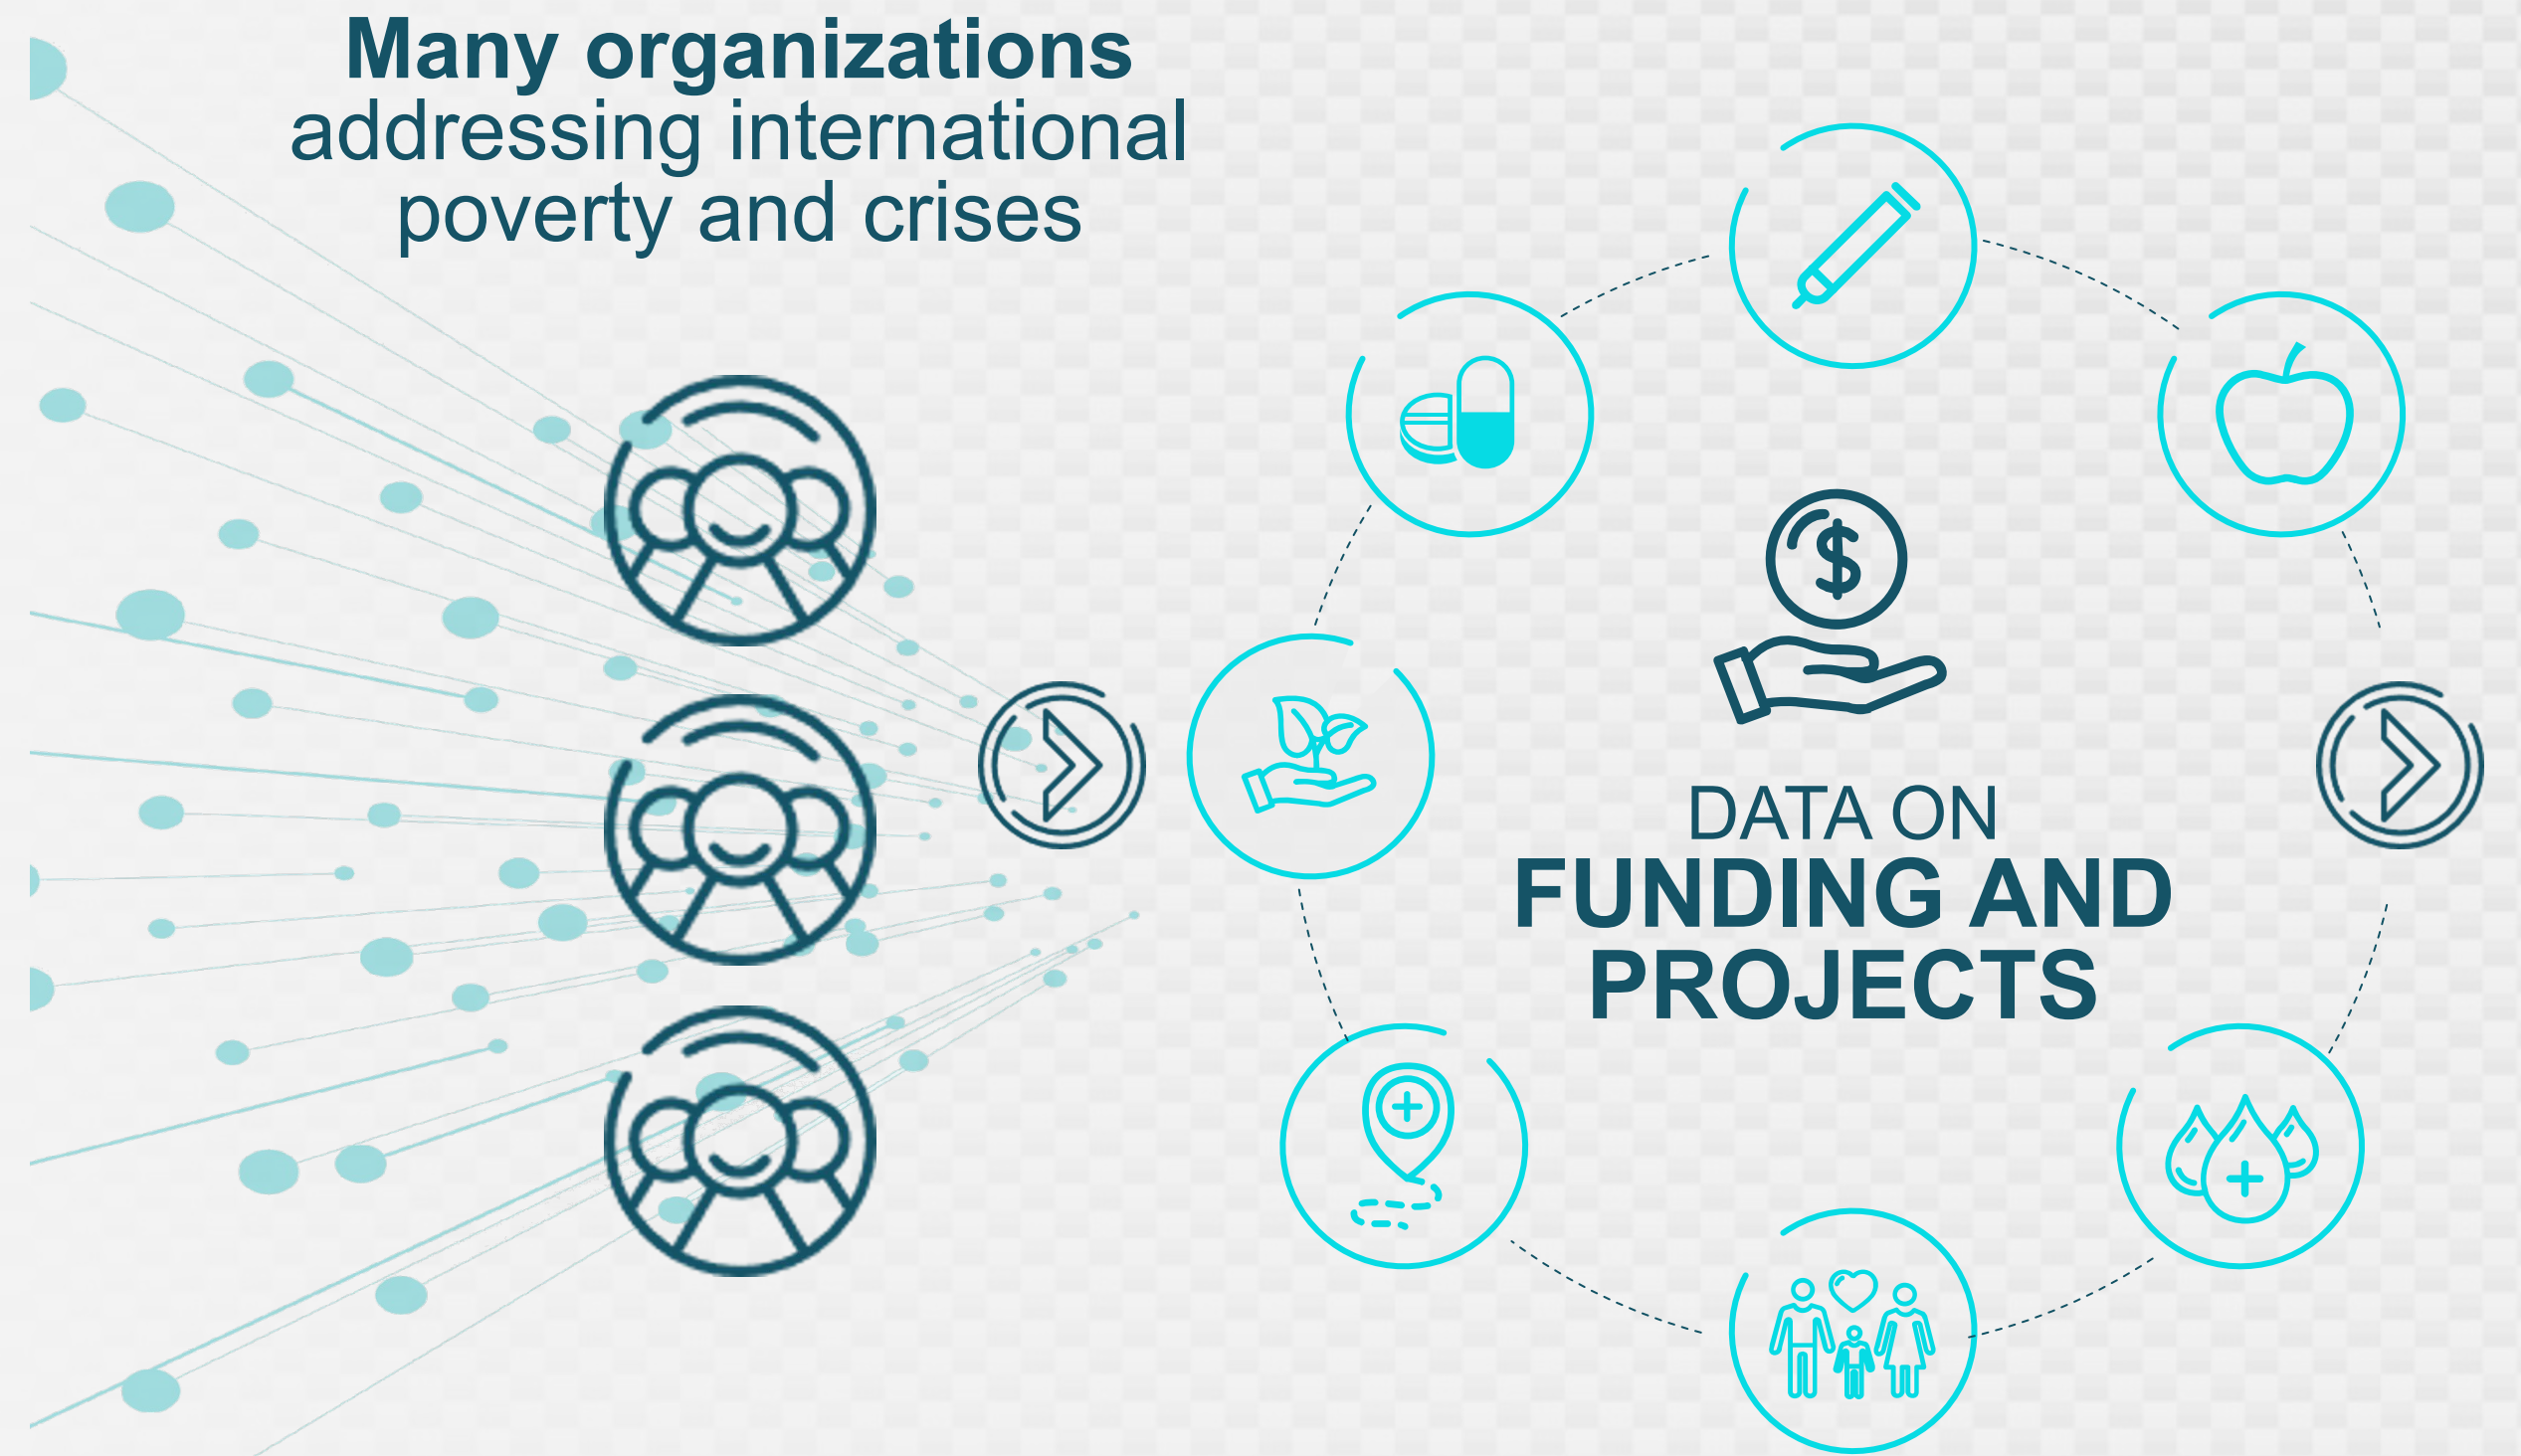 Many organizations
addressing international
poverty and crises
$
DATA ON
FUNDING AND
PROJECTS